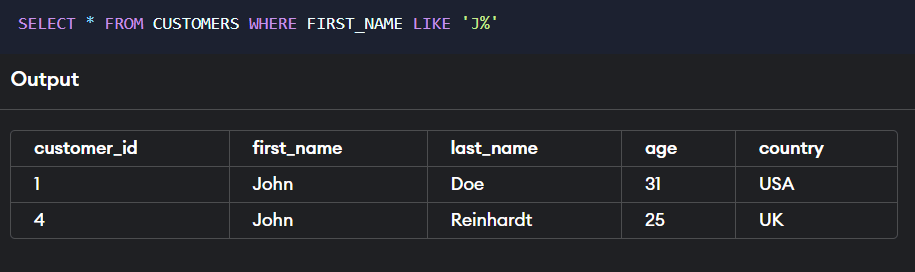 SELECT * FROM CUSTOMERS WHERE FIRST_NAME LIKE 'J%'
Output
customer_id first_name last_name age country
1 John Doe 31 USA
4 John Reinhardt 25 UK